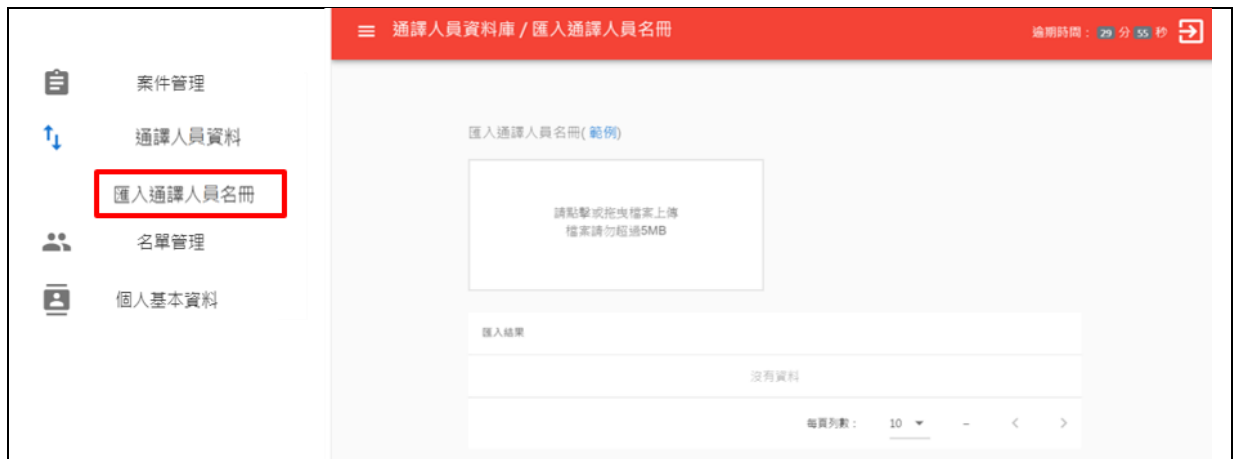 通譯人員資料庫 / 匯入通譯人員名冊
逾期時間： 29 分 55 秒
案件管理
通譯人員資料
匯入通譯人員名冊
名單管理
個人基本資料
匯入通譯人員名冊( 範例)
請點擊或拖曳檔案上傳
檔案請勿超過5MB
匯入結果
沒有資料
每頁列數： 10 –